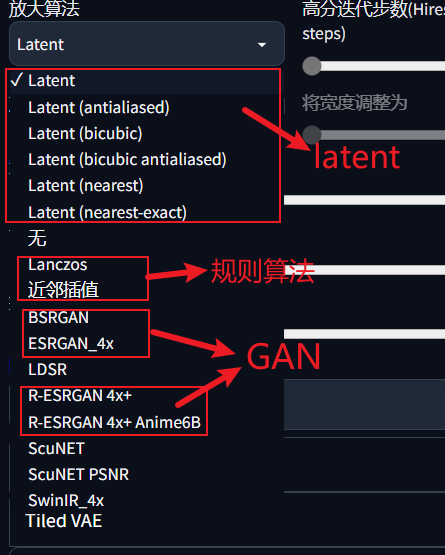 放大算法
高分迭代步数(Hires
steps)
Latent
✓ Latent
Latent (antialiased)
将宽度调整为
Latent (bicubic)
Latent (bicubic antialiased)
latent
Latent (nearest)
Latent (nearest-exact)
无
Lanczos
规则算法
近邻插值
BSRGAN
ESRGAN_4x
GAN
LDSR
R-ESRGAN 4x+
R-ESRGAN 4x+ Anime6B
ScuNET
ScuNET PSNR
SwinIR_4x
Tiled VAE